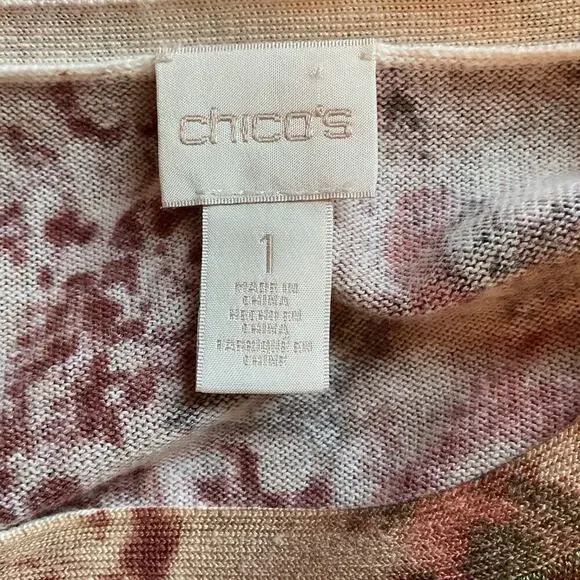 chico's
1
MADE IN
CHINA
HECHO EN
CHINA
FABRIQUÉ EN
CHINE